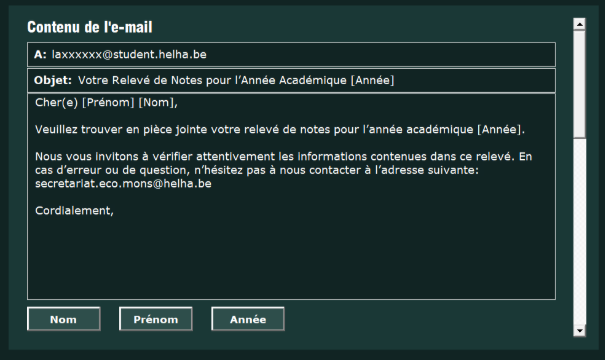 Contenu de l'e-mail
A: laxxxxxx@student.helha.be
Objet: Votre Relevé de Notes pour l'Année Académique [Année]
Cher(e) [Prénom] [Nom],
Veuillez trouver en pièce jointe votre relevé de notes pour l'année académique [Année].
Nous vous invitons à vérifier attentivement les informations contenues dans ce relevé. En
cas d'erreur ou de question, n'hésitez pas à nous contacter à l'adresse suivante:
secretariat.eco.mons@helha.be
Cordialement,
Nom Prénom Année